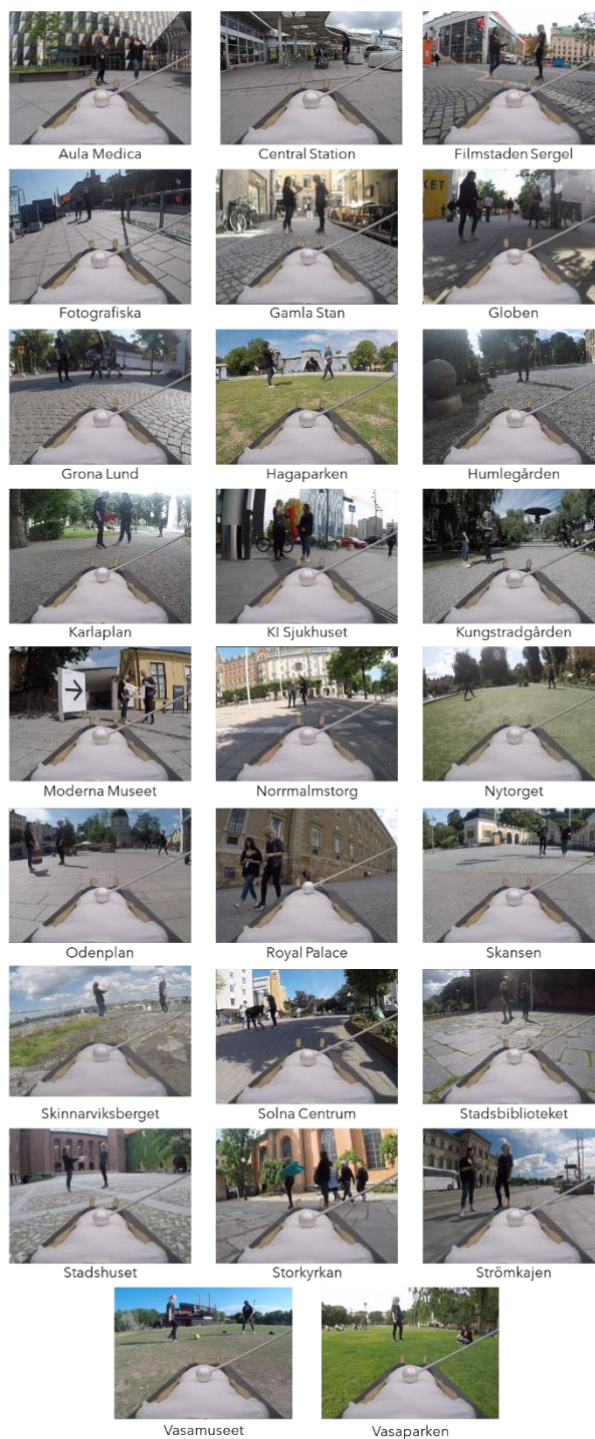 Aula Medica
Central Station
Filmstaden Sergel
KET
Fotografiska
Gamla Stan
Globen
Grona Lund
Hagaparken
Humlegården
Karlaplan
KI Sjukhuset
Kungstradgården
Moderna Museet
Norrmalmstorg
Nytorget
Odenplan
Royal Palace
Skansen
Skinnarviksberget
Solna Centrum
Stadsbiblioteket
Stadshuset
Storkyrkan
Strömkajen
Vasamuseet
Vasaparken